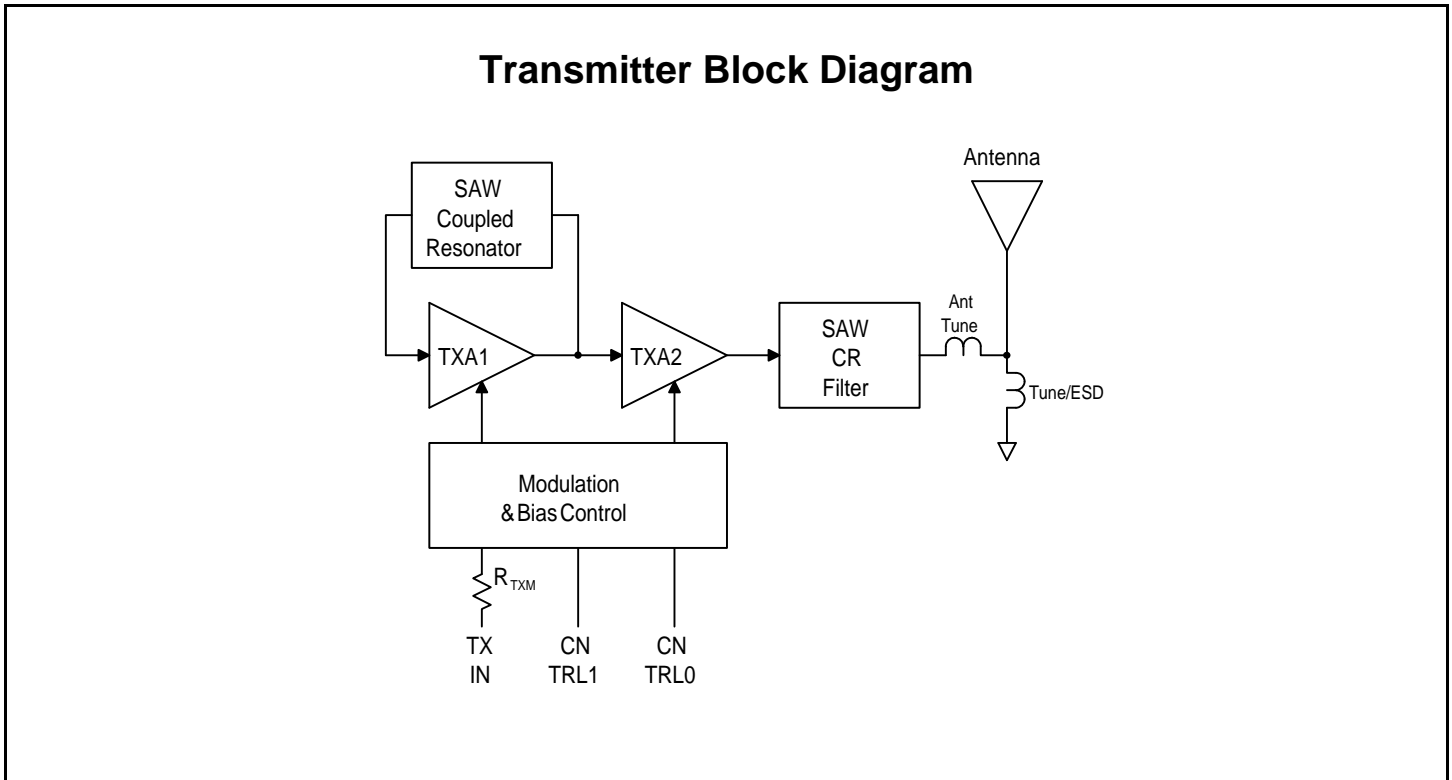 Transmitter Block Diagram
Antenna
SAW
Coupled
Resonator
Ant
Tune
TXA1
TXA2
SAW
CR
Filter
Tune/ESD
Modulation
& Bias Control
R TXM
TX
IN
CN
TRL1
CN
TRL0